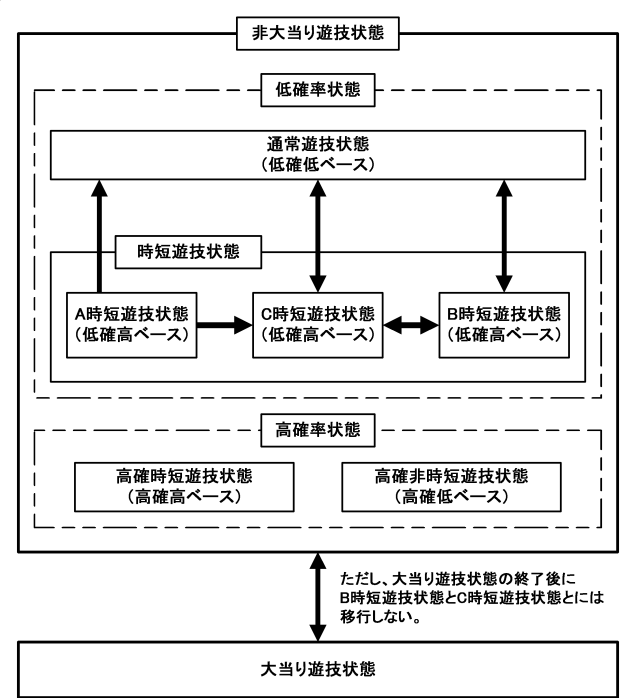 非大当り遊技状態
低確率状態
通常遊技状態
(低確低ベース)
時短遊技状態
A時短遊技状態
(低確高ベース)
C時短遊技状態
(低確高ベース)
B時短遊技状態
(低確高ベース)
高確率状態
高確時短遊技状態
(高確高ベース)
高確非時短遊技状態
(高確低ベース)
ただし、大当り遊技状態の終了後に
B時短遊技状態とC時短遊技状態とには
移行しない。
大当り遊技状態